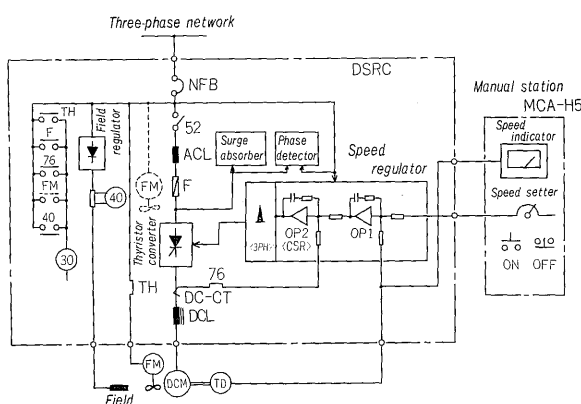 Three-phase network
DSRC
NFB
Manual station
MCA-H5
TH
F
76
FM
40
30
Field
regulator
40
52
ACL
F
FM
Surge
absorber
Phase
detector
Speed
regulator
Speed
indicator
Speed setter
ON OFF
Thyristor
converter
<3PH>
OP2
<CSR>
OP1
76
TH
DC-CT
DCL
FM
DCM
TD
Field